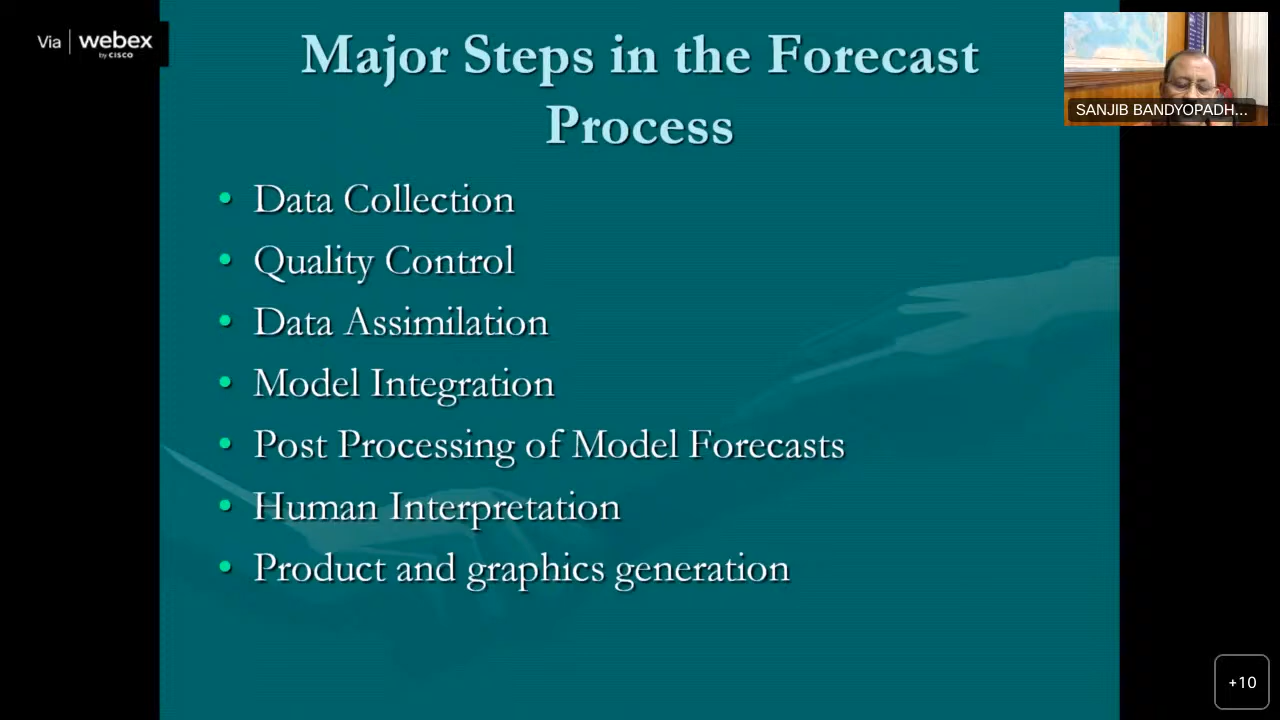 Via webex
by CISCO
Major Steps in the Forecast
Process
SANJIB BANDYOPADH...
• Data Collection
• Quality Control
• Data Assimilation
• Model Integration
• Post Processing of Model Forecasts
• Human Interpretation
• Product and graphics generation
+10